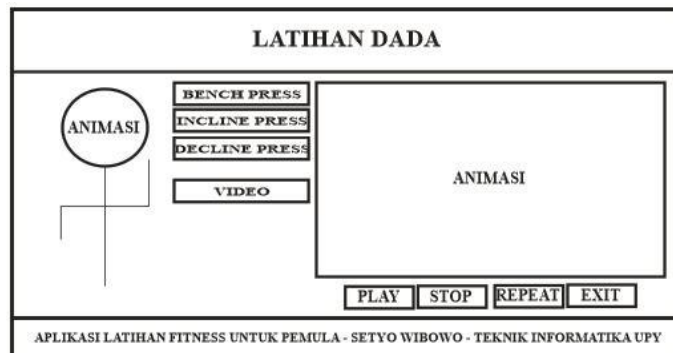 LATIHAN DADA
ANIMASI
BENCH PRESS
INCLINE PRESS
DECLINE PRESS
VIDEO
ANIMASI
PLAY STOP REPEAT EXIT
APLIKASI LATIHAN FITNESS UNTUK PEMULA - SETYO WIBOWO - TEKNIK INFORMATIKA UPY